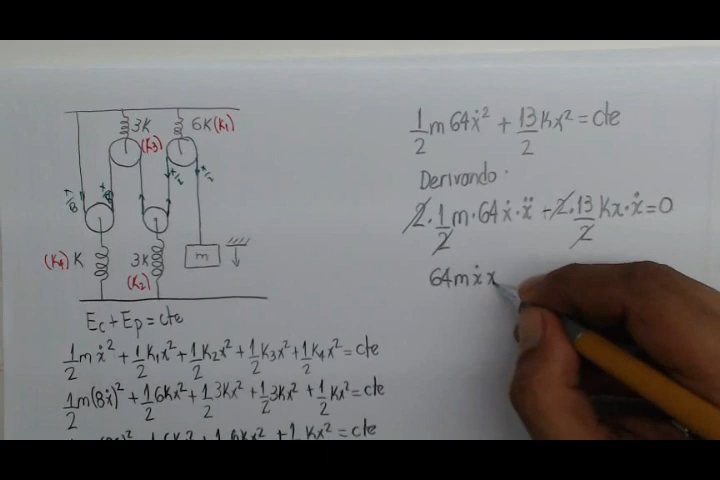 3K
6K(K1)
(K3)
x
x/2
x/2
m
(K4) K
3K
(K2)
Ec+Ep=cte
1/2 m ẋ² + 1/2 K1x² + 1/2 K2x² + 1/2 K3x² + 1/2 K4x² = cte
1/2 m(8ẋ)² + 1/2 6Kx² + 1/2 3Kx² + 1/2 3Kx² + 1/2 Kx² = cte
1/2 m 64ẋ² + 13/2 Kx² = cte
Derivando.
2·1/2 m·64ẋ·ẍ + 2·13/2 Kx·ẋ = 0
64mẋx